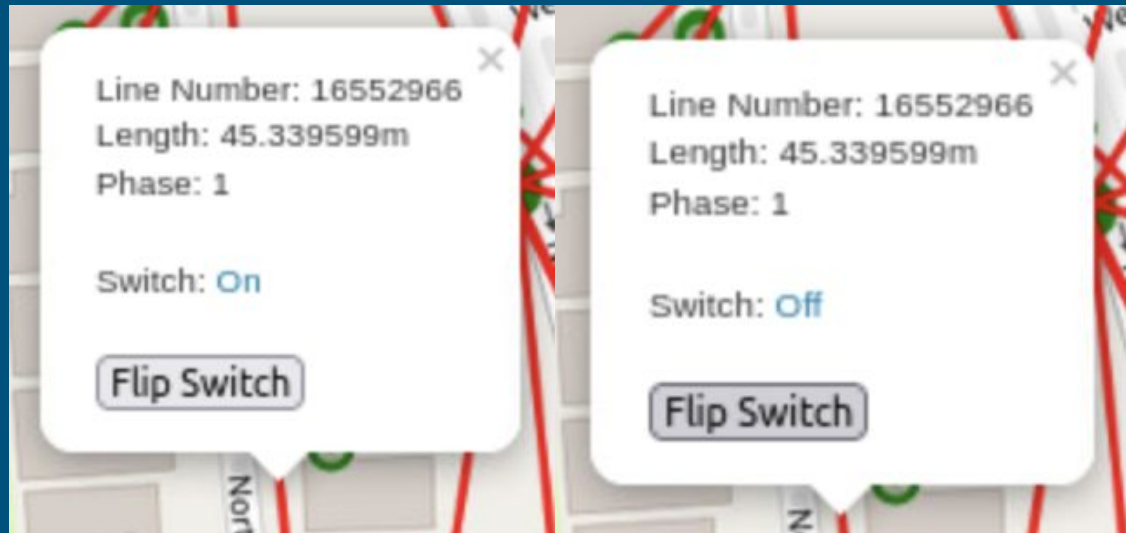 ×
Line Number: 16552966
Length: 45.339599m
Phase: 1
Switch: On
Flip Switch
Nort
×
Line Number: 16552966
Length: 45.339599m
Phase: 1
Switch: Off
Flip Switch
N